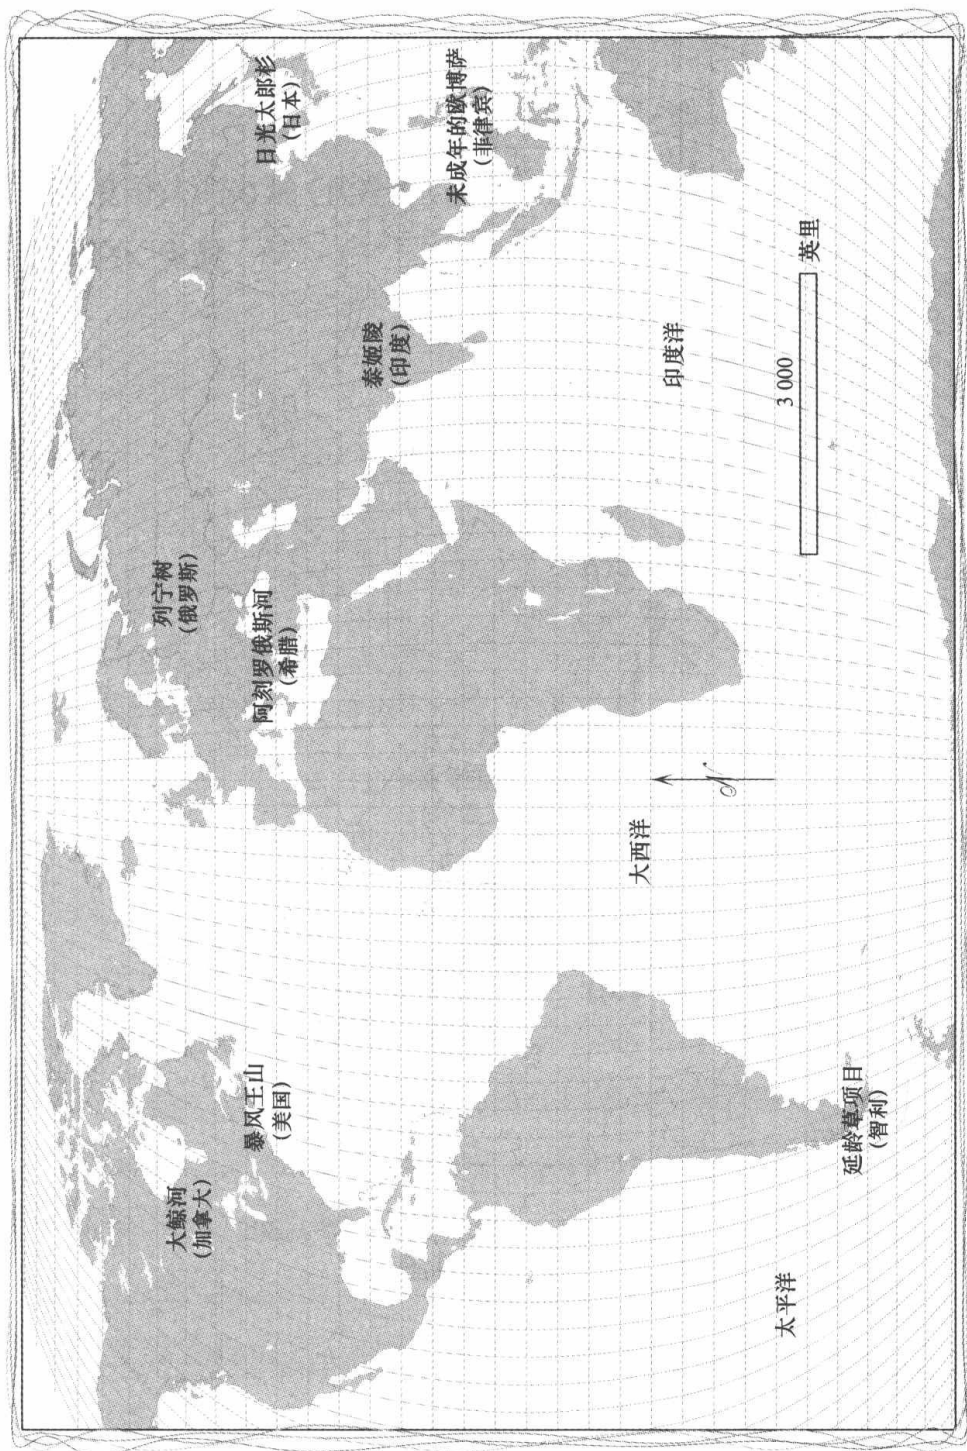 大鲸河
(加拿大)
暴风王山
(美国)
列宁树
(俄罗斯)
阿刻罗俄斯河
(希腊)
日光太郎杉
(日本)
泰姬陵
(印度)
未成年的欧博萨
(菲律宾)
大西洋
N
印度洋
3 000
英里
太平洋
延龄草项目
(智利)